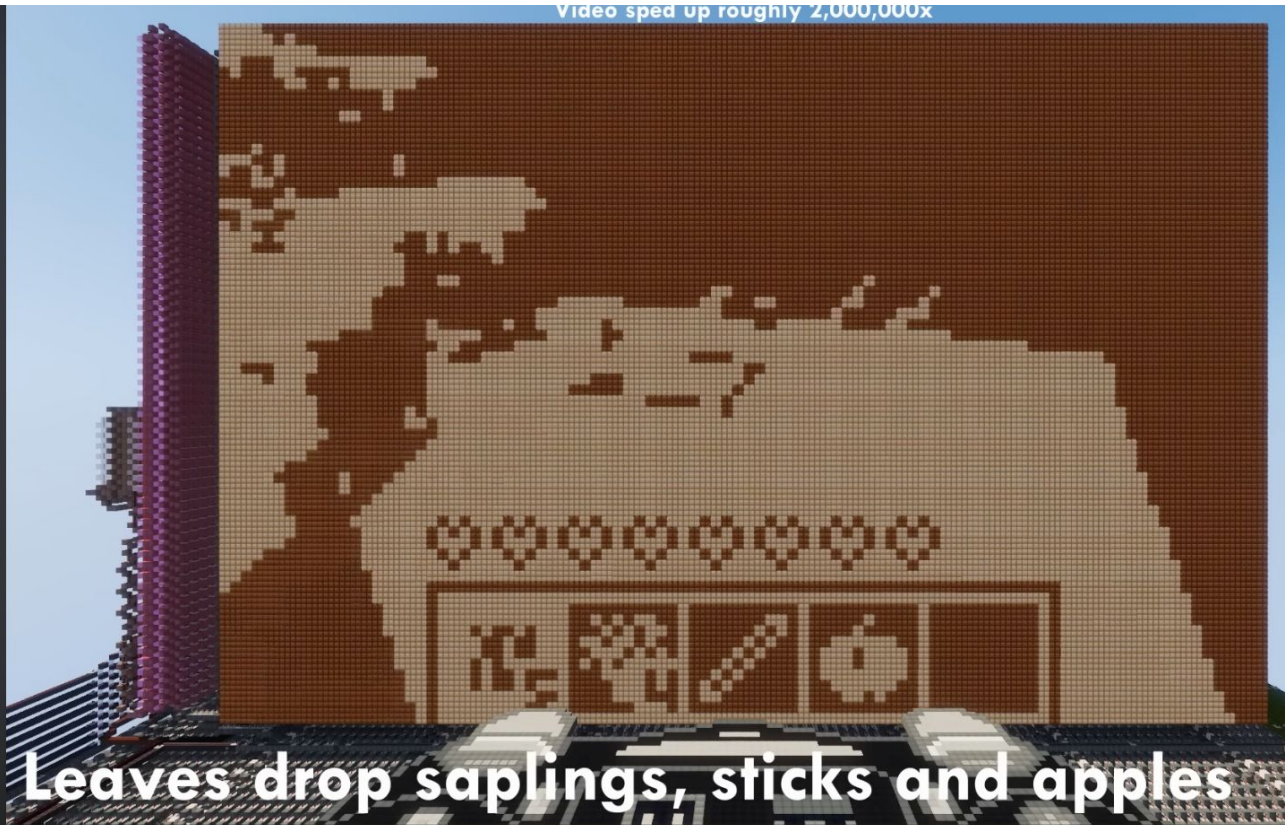 Video sped up roughly 2,000,000x
Leaves drop saplings, sticks and apples